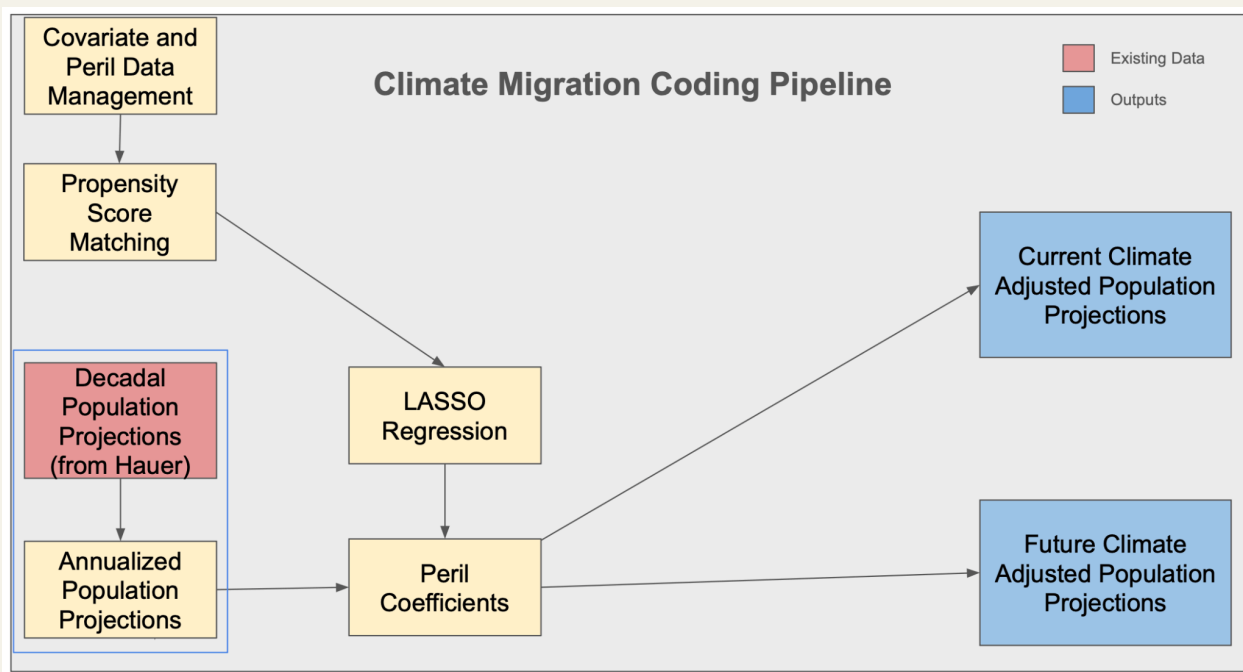 Climate Migration Coding Pipeline
Existing Data
Outputs
Covariate and
Peril Data
Management
Propensity
Score
Matching
Decadal
Population
Projections
(from Hauer)
Annualized
Population
Projections
LASSO
Regression
Peril
Coefficients
Current Climate
Adjusted Population
Projections
Future Climate
Adjusted Population
Projections